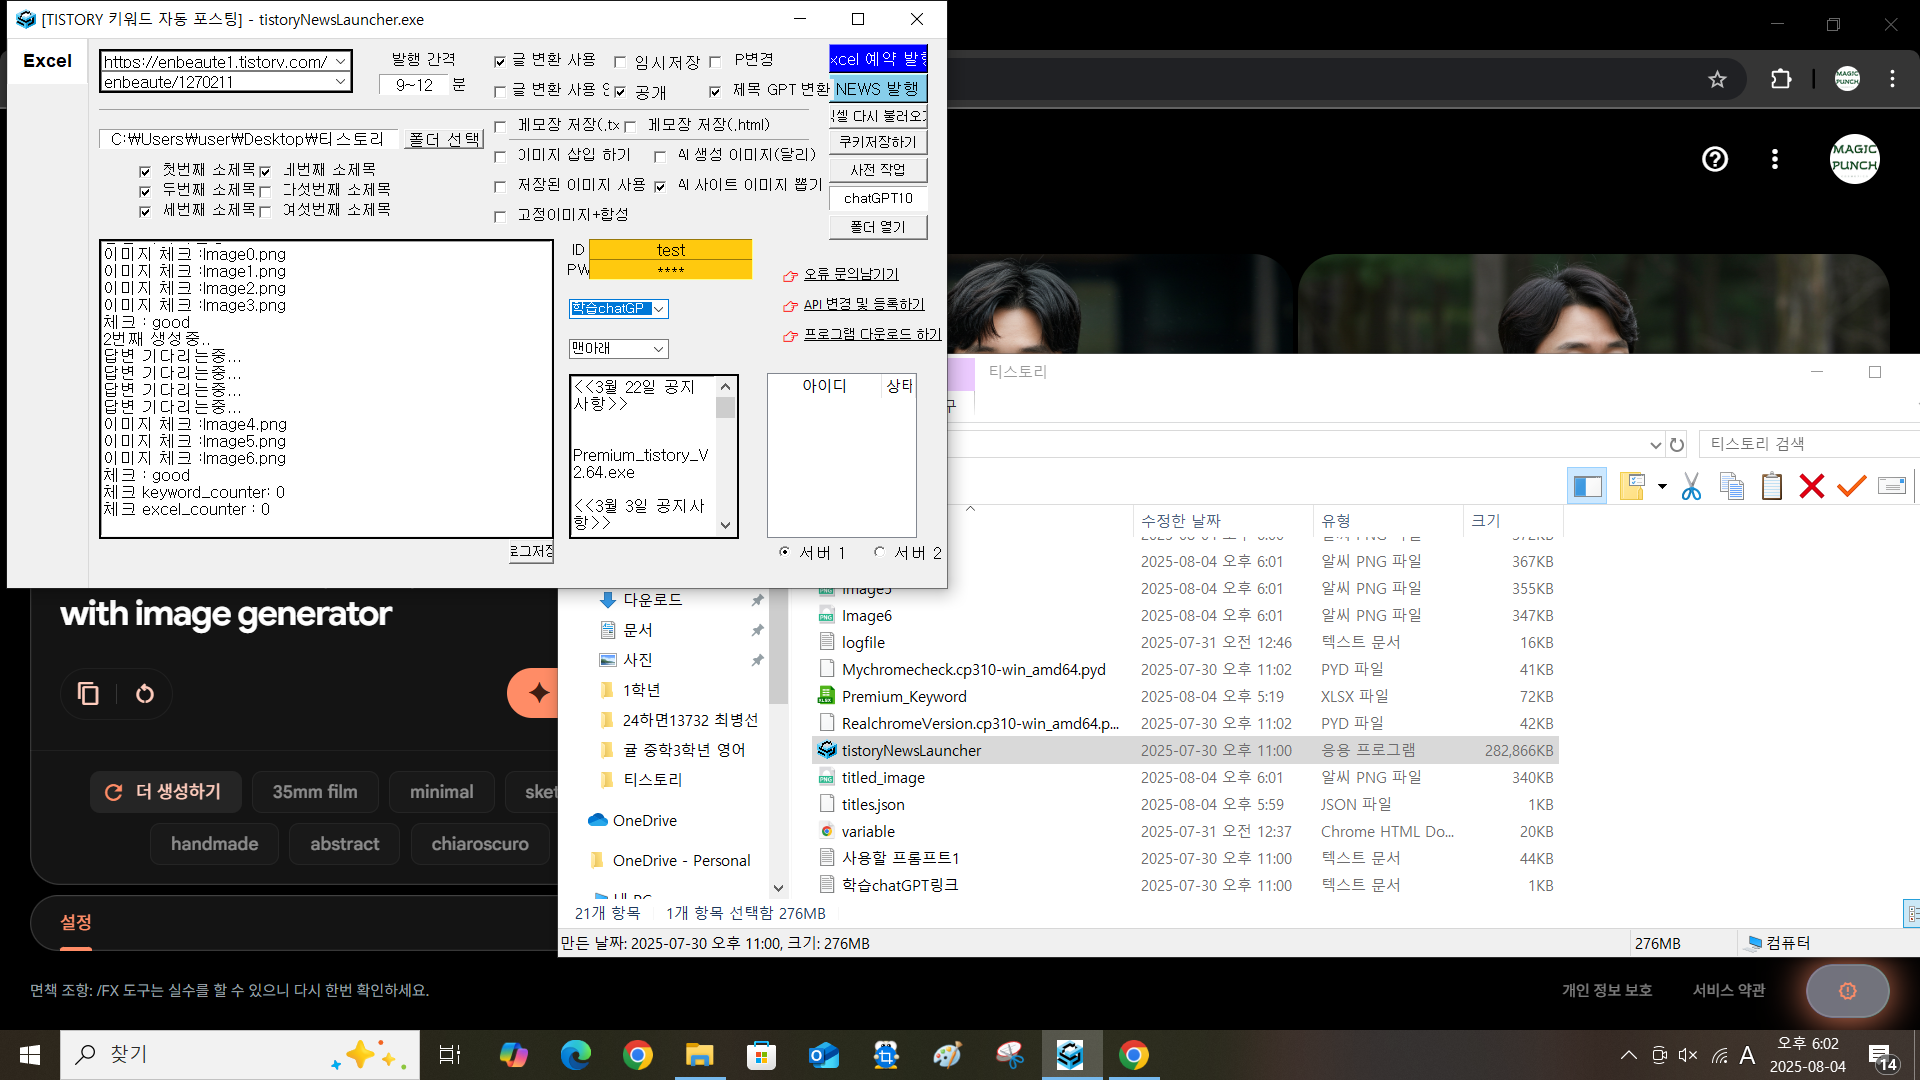 [TISTORY 키워드 자동 포스팅] - tistoryNewsLauncher.exe
Excel
https://enbeaute1.tistory.com/
enbeaute/1270211
발행 간격
9~12 분
글 변환 사용
임시저장
P변경
공개
제목 GPT 변환
글 변환 사용
NEWS 발행
메모장 저장(.tx
메모장 저장(.html)
C:\Users\user\Desktop\티스토리
폴더 선택
쿠키저장하기
이미지 삽입 하기
AI 생성 이미지(달리)
사전 작업
첫번째 소제목
네번째 소제목
두번째 소제목
다섯번째 소제목
세번째 소제목
여섯번째 소제목
저장된 이미지 사용
AI 사이트 이미지 뽑기
chatGPT10
고정이미지+합성
폴더 열기
이미지 체크 :Image0.png
이미지 체크 :Image1.png
이미지 체크 :Image2.png
이미지 체크 :Image3.png
체크 : good
2번째 생성중..
답변 기다리는중...
답변 기다리는중...
답변 기다리는중...
답변 기다리는중...
이미지 체크 :Image4.png
이미지 체크 :Image5.png
이미지 체크 :Image6.png
체크 : good
체크 keyword_counter: 0
체크 excel_counter : 0
로그저장
ID test
PW ****
학습chatGP
맨아래
오류 문의남기기
API 변경 및 등록하기
프로그램 다운로드 하기
<<3월 22일 공지
사항>>
Premium_tistory_V
2.64.exe
<<3월 3일 공지사
항>>
아이디 상태
서버 1 서버 2
MAGIC
PUNCH
MAGIC
PUNCH
티스토리
티스토리 검색
수정한 날짜 유형 크기
2025-08-04 오후 6:01 알씨 PNG 파일 367KB
Image5 2025-08-04 오후 6:01 알씨 PNG 파일 355KB
Image6 2025-08-04 오후 6:01 알씨 PNG 파일 347KB
logfile 2025-07-31 오전 12:46 텍스트 문서 16KB
Mychromecheck.cp310-win_amd64.pyd 2025-07-30 오후 11:02 PYD 파일 41KB
Premium_Keyword 2025-08-04 오후 5:19 XLSX 파일 72KB
RealchromeVersion.cp310-win_amd64.p... 2025-07-30 오후 11:02 PYD 파일 42KB
tistoryNewsLauncher 2025-07-30 오후 11:00 응용 프로그램 282,866KB
titled_image 2025-08-04 오후 6:01 알씨 PNG 파일 340KB
titles.json 2025-08-04 오후 5:59 JSON 파일 1KB
variable 2025-07-31 오전 12:37 Chrome HTML Do... 20KB
사용할 프롬프트1 2025-07-30 오후 11:00 텍스트 문서 44KB
학습chatGPT링크 2025-07-30 오후 11:00 텍스트 문서 1KB
다운로드
문서
사진
1학년
24하면13732 최병선
귤 중학3학년 영어
티스토리
OneDrive
OneDrive - Personal
내 PC
21개 항목 1개 항목 선택함 276MB
만든 날짜: 2025-07-30 오후 11:00, 크기: 276MB
276MB
컴퓨터
with image generator
더 생성하기
35mm film
minimal
sket
handmade
abstract
chiaroscuro
설정
면책 조항: /FX 도구는 실수를 할 수 있으니 다시 한번 확인하세요.
개인 정보 보호
서비스 약관
찾기
A
오후 6:02
2025-08-04
14